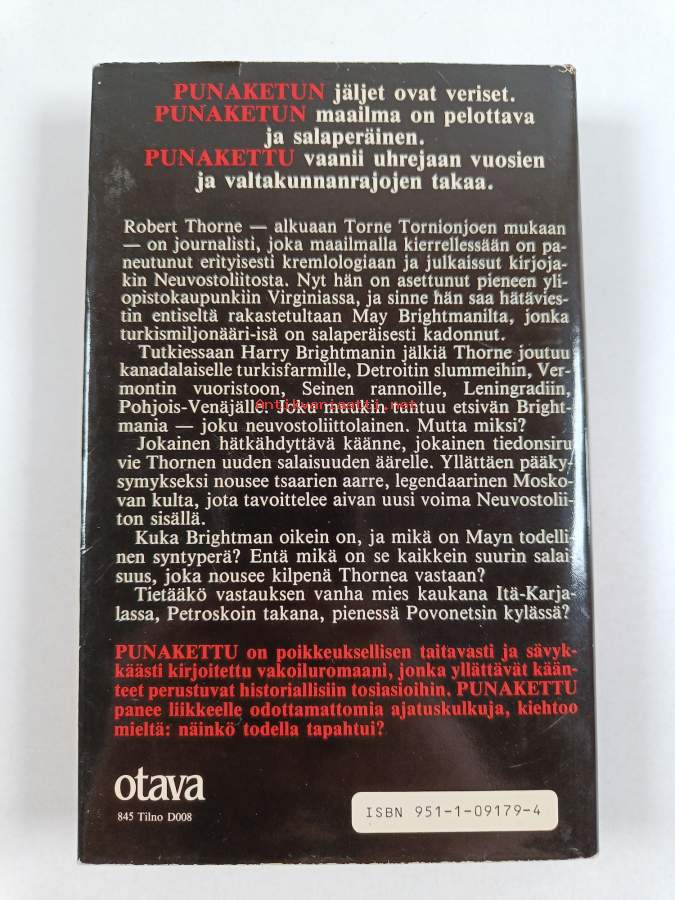 PUNAKETUN jäljet ovat veriset.
PUNAKETUN maailma on pelottava
ja salaperäinen.
PUNAKETTU vaanii uhrejaan vuosien
ja valtakunnanrajojen takaa.
Robert Thorne — alkuaan Torne Tornionjoen mukaan
— on journalisti, joka maailmalla kierrellessään on pa-
neutunut erityisesti kremlologiaan ja julkaissut kirjoja-
kin Neuvostoliitosta. Nyt hän on asettunut pieneen yli-
opistokaupunkiin Virginiassa, ja sinne hän saa hätävies-
tin entiseltä rakastetultaan May Brightmanilta, jonka
turkismiljonääri-isä on salaperäisesti kadonnut.
Tutkiessaan Harry Brightmanin jälkiä Thorne joutuu
kanadalaiselle turkisfarmille, Detroitin slummeihin, Ver-
montin vuoristoon, Seinen rannoille, Leningradiin,
Pohjois-Venäjälle. Joku muukin tuntuu etsivän Bright-
mania — joku neuvostoliittolainen. Mutta miksi?
Jokainen hätkähdyttävä käänne, jokainen tiedonsiru
vie Thornen uuden salaisuuden äärelle. Yllättäen pääky-
symykseksi nousee tsaarien aarre, legendaarinen Mosko-
van kulta, jota tavoittelee aivan uusi voima Neuvostolii-
ton sisällä.
Kuka Brightman oikein on, ja mikä on Mayn todelli-
nen syntyperä? Entä mikä on se kaikkein suurin salai-
suus, joka nousee kilpenä Thornea vastaan?
Tietääkö vastauksen vanha mies kaukana Itä-Karja-
lassa, Petroskoin takana, pienessä Povonetsin kylässä?
PUNAKETTU on poikkeuksellisen taitavasti ja sävyk-
käästi kirjoitettu vakoiluromaani, jonka yllättävät kään-
teet perustuvat historiallisiin tosiasioihin. PUNAKETTU
panee liikkeelle odottamattomia ajatuskulkuja, kiehtoo
mieltä: näinkö todella tapahtui?
otava
845 Tilno D008
ISBN 951-1-09179-4
antikvariaatti.net